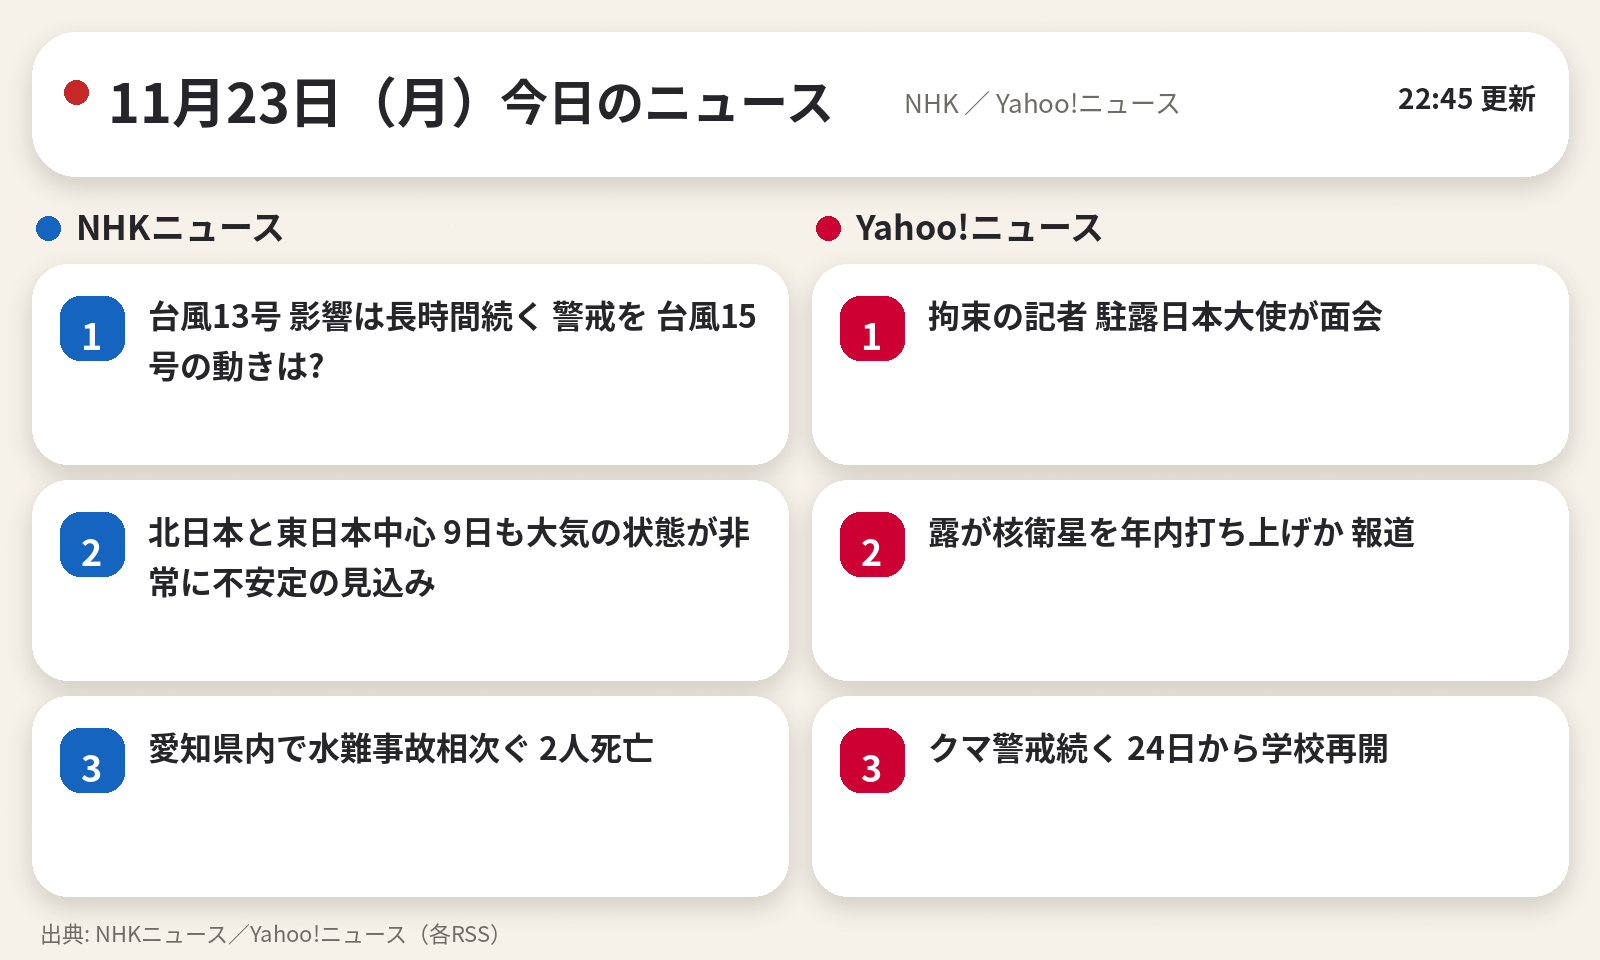 11月23日（月）今日のニュース
NHK ／ Yahoo!ニュース
22:45 更新
NHKニュース
1
台風13号 影響は長時間続く 警戒を 台風15
号の動きは?
2
北日本と東日本中心 9日も大気の状態が非
常に不安定の見込み
3
愛知県内で水難事故相次ぐ 2人死亡
Yahoo!ニュース
1
拘束の記者 駐露日本大使が面会
2
露が核衛星を年内打ち上げか 報道
3
クマ警戒続く 24日から学校再開
出典: NHKニュース／Yahoo!ニュース（各RSS）